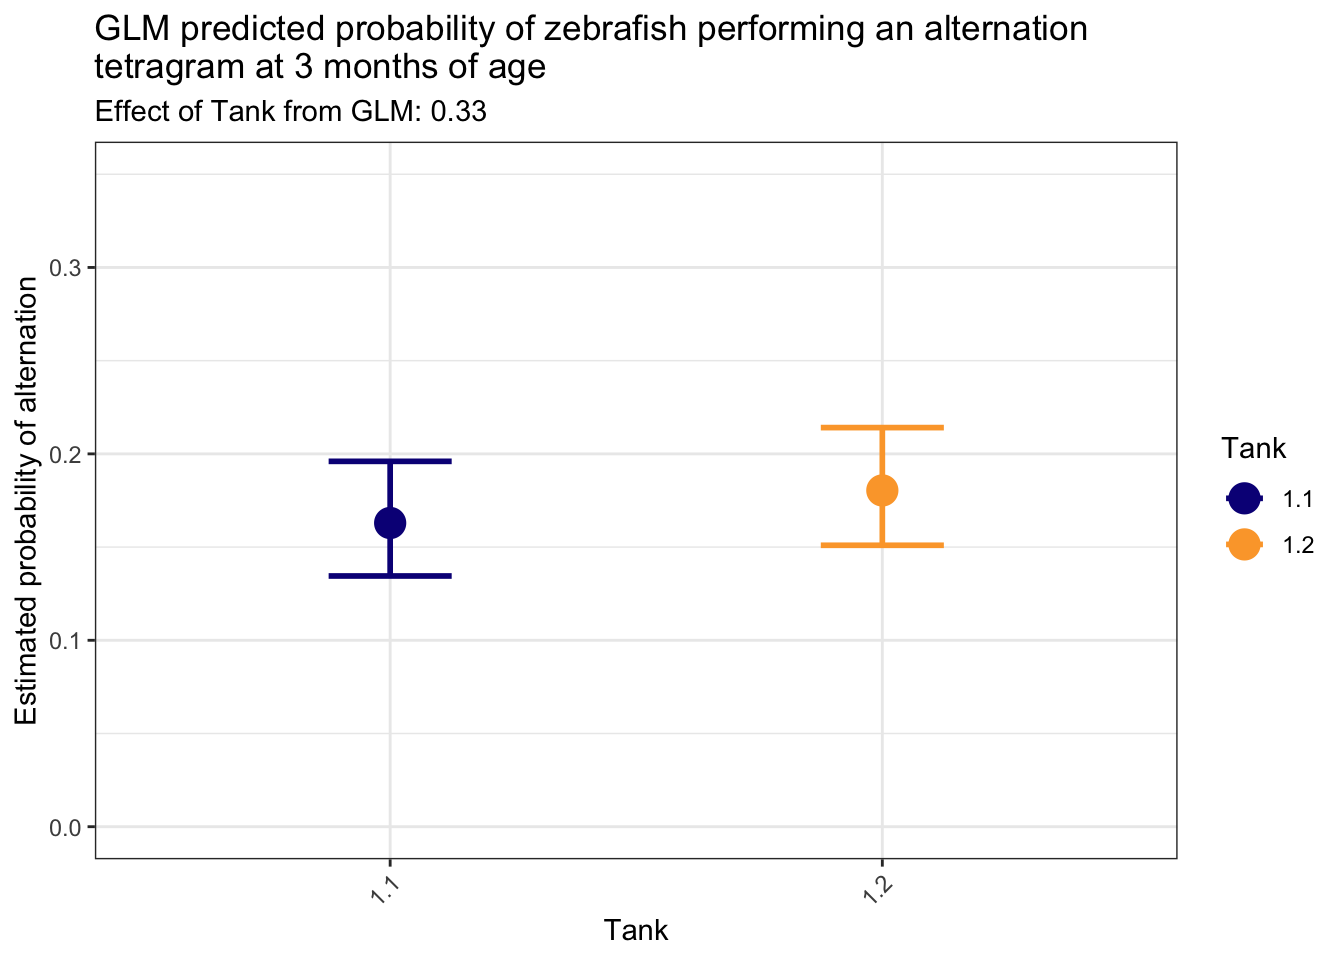 GLM predicted probability of zebrafish performing an alternation
tetragram at 3 months of age
Effect of Tank from GLM: 0.33
Estimated probability of alternation
0.3
0.2
0.1
0.0
1.1
1.2
Tank
Tank
1.1
1.2